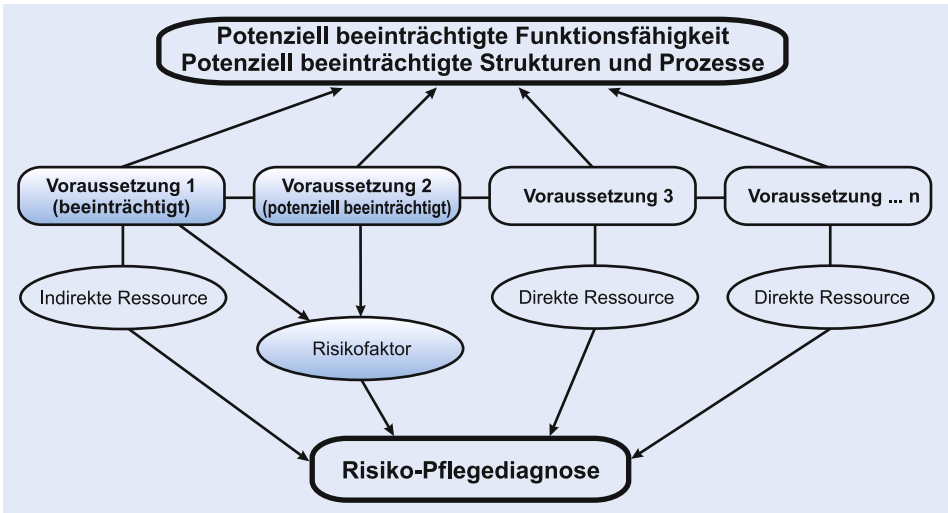 Potenziell beeinträchtigte Funktionsfähigkeit
Potenziell beeinträchtigte Strukturen und Prozesse
Voraussetzung 1
(beeinträchtigt)
Voraussetzung 2
(potenziell beeinträchtigt)
Voraussetzung 3
Voraussetzung ... n
Indirekte Ressource
Risikofaktor
Direkte Ressource
Direkte Ressource
Risiko-Pflegediagnose